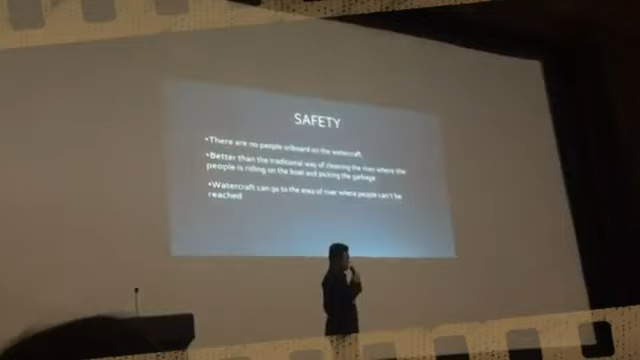 SAFETY
•There are no people onboard on the watercraft.
•Better than the traditional way of cleaning the river where the
people is riding on the boat and picking the garbage
•Watercraft can go to the area of river where people can't be
reached